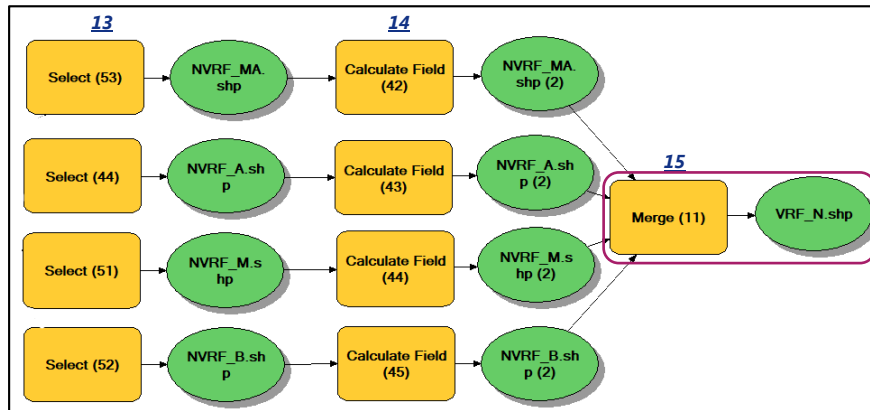 13
14
Select (53)
NVRF_MA.
shp
Calculate Field
(42)
NVRF_MA.
shp (2)
Select (44)
NVRF_A.sh
p
Calculate Field
(43)
NVRF_A.sh
p (2)
15
Merge (11)
VRF_N.shp
Select (51)
NVRF_M.s
hp
Calculate Field
(44)
NVRF_M.s
hp (2)
Select (52)
NVRF_B.sh
p
Calculate Field
(45)
NVRF_B.sh
p (2)